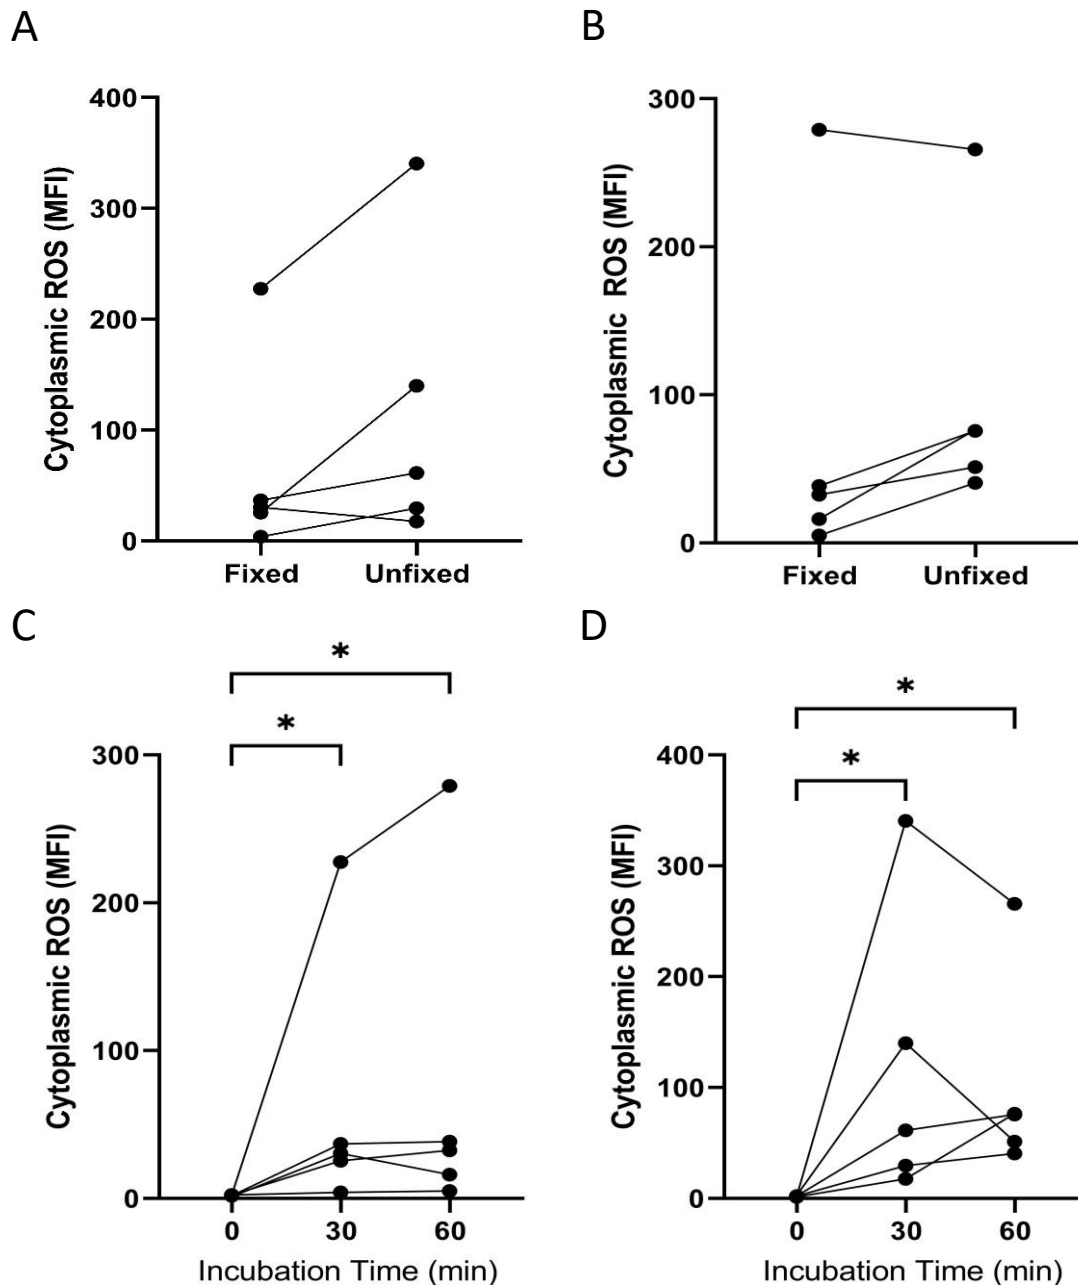 A
B
Cytoplasmic ROS (MFI)
400
300
200
100
0
Fixed Unfixed
Cytoplasmic ROS (MFI)
300
200
100
0
Fixed Unfixed
C
D
Cytoplasmic ROS (MFI)
*
*
300
200
100
0
0 30 60
Incubation Time (min)
Cytoplasmic ROS (MFI)
*
*
400
300
200
100
0
0 30 60
Incubation Time (min)